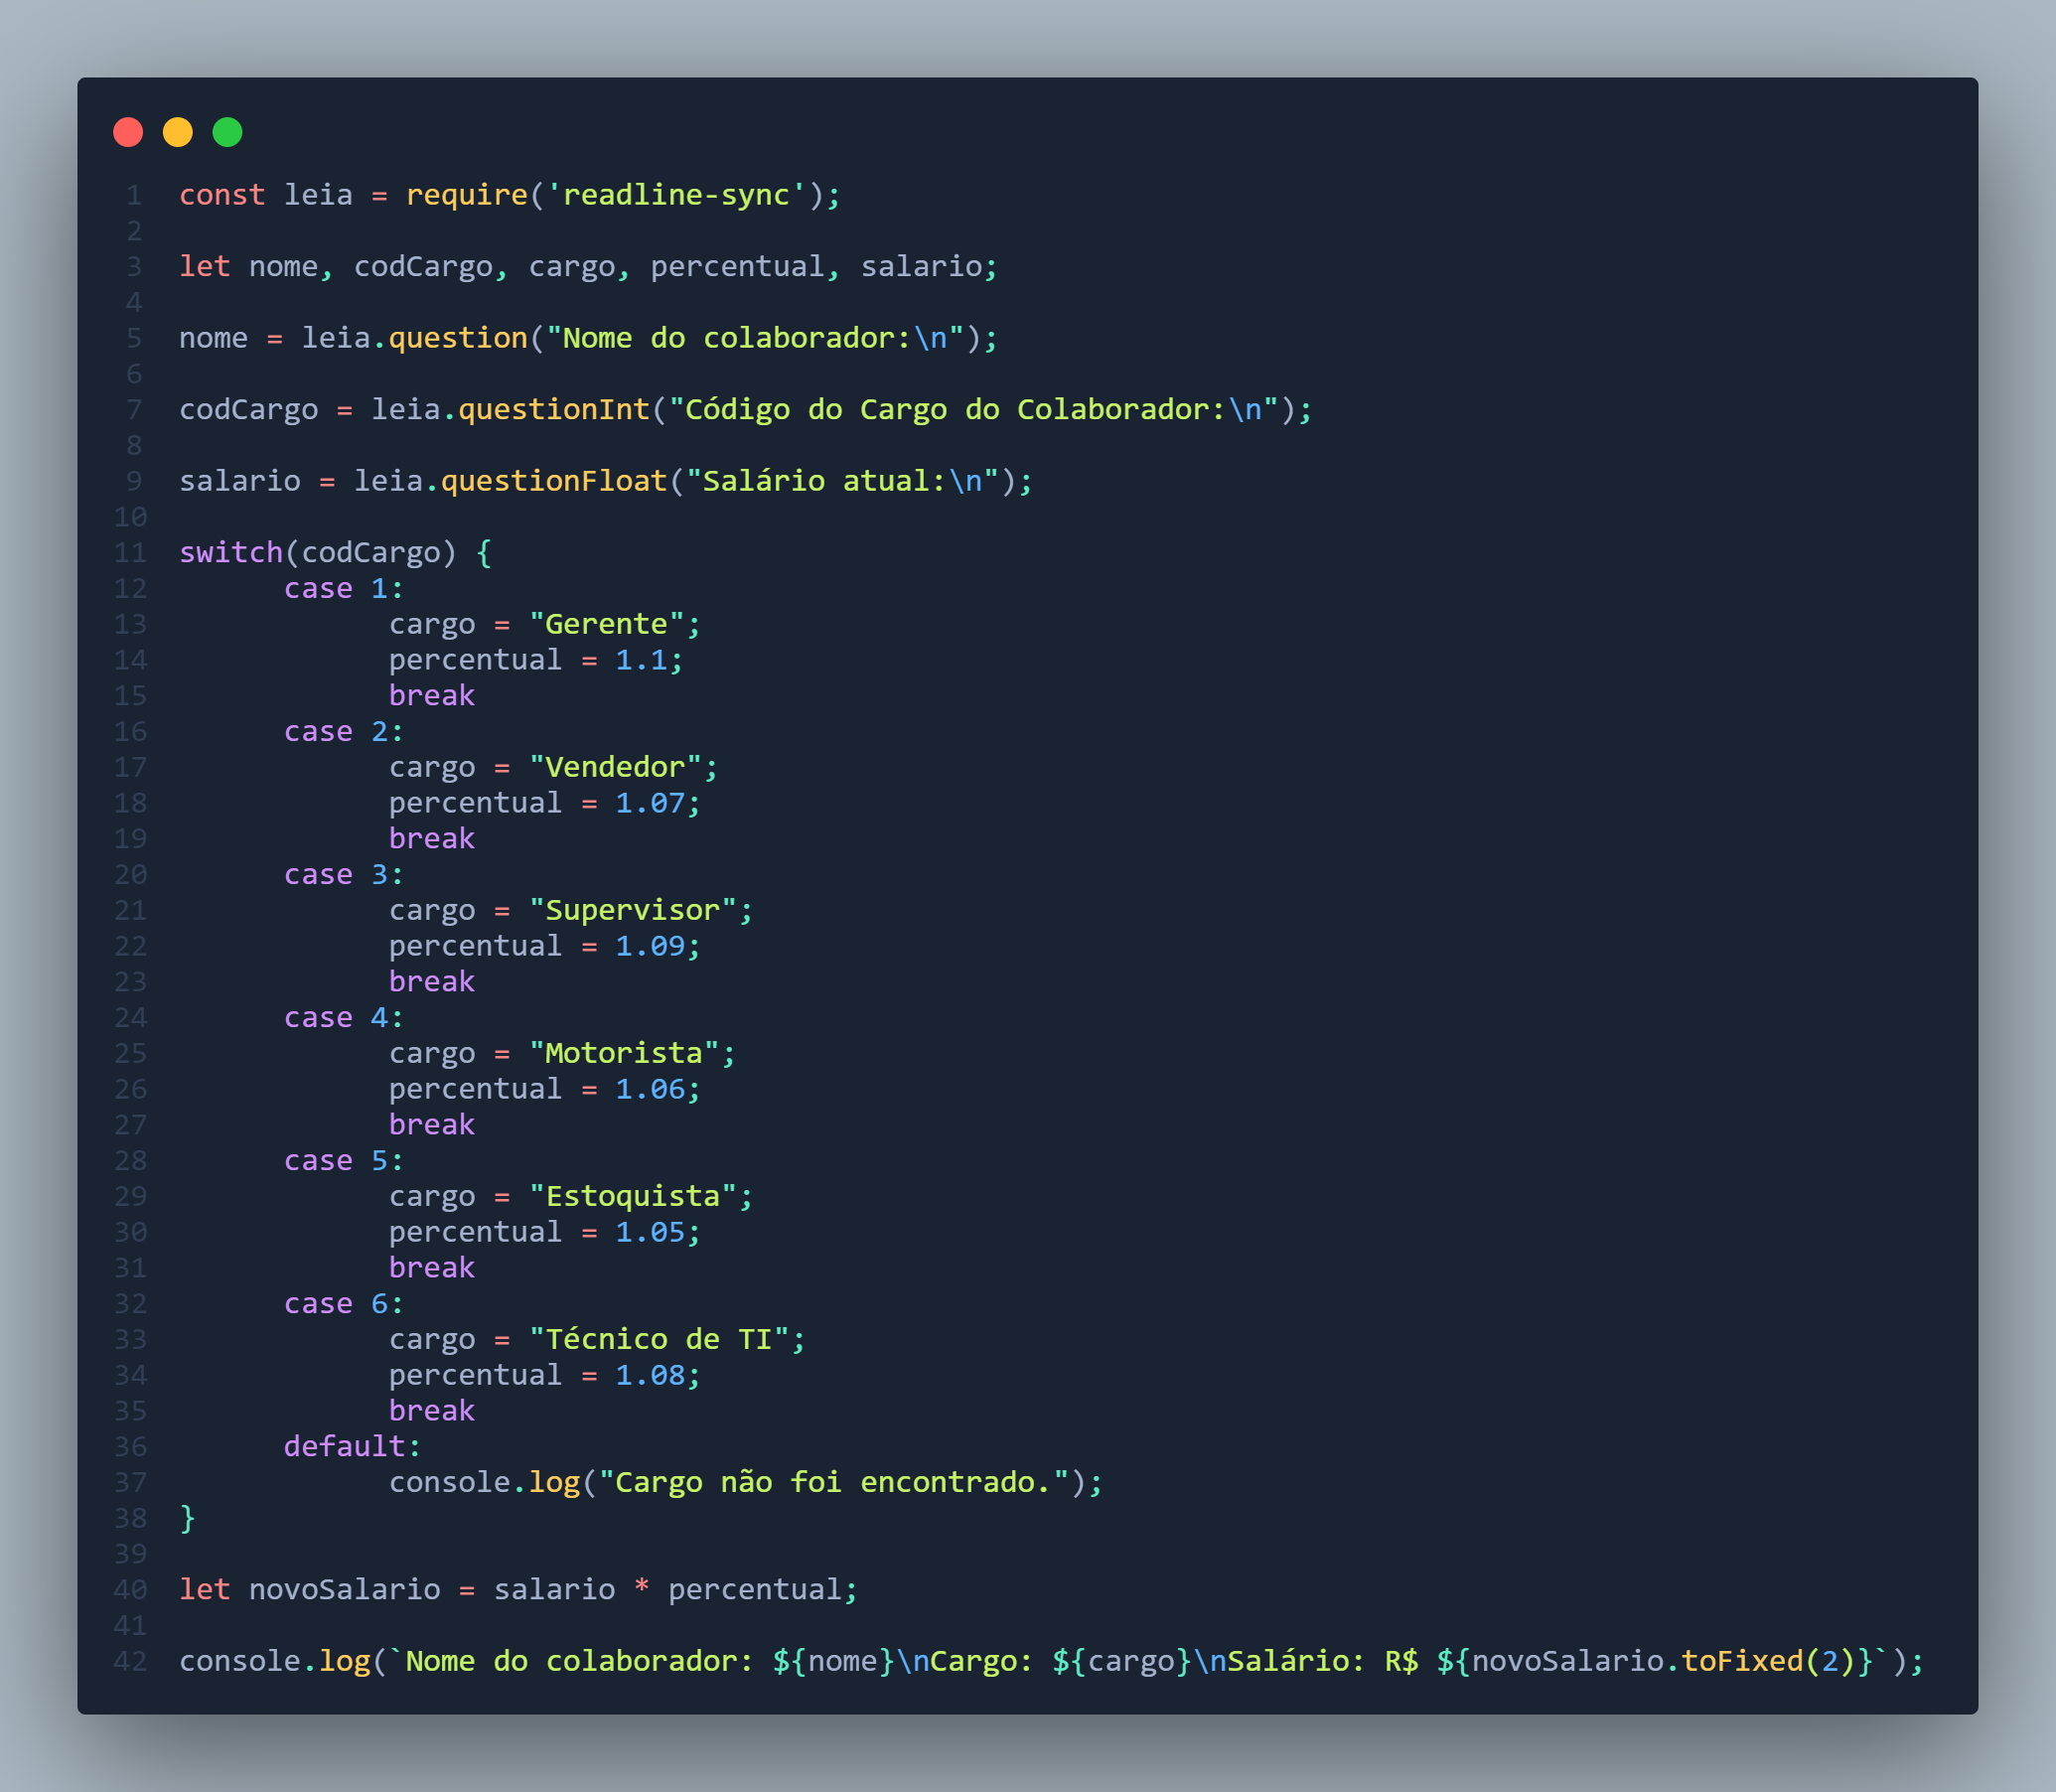 1 const leia = require('readline-sync');
2
3 let nome, codCargo, cargo, percentual, salario;
4
5 nome = leia.question("Nome do colaborador:\n");
6
7 codCargo = leia.questionInt("Código do Cargo do Colaborador:\n");
8
9 salario = leia.questionFloat("Salário atual:\n");
10
11 switch(codCargo) {
12       case 1:
13             cargo = "Gerente";
14             percentual = 1.1;
15             break
16       case 2:
17             cargo = "Vendedor";
18             percentual = 1.07;
19             break
20       case 3:
21             cargo = "Supervisor";
22             percentual = 1.09;
23             break
24       case 4:
25             cargo = "Motorista";
26             percentual = 1.06;
27             break
28       case 5:
29             cargo = "Estoquista";
30             percentual = 1.05;
31             break
32       case 6:
33             cargo = "Técnico de TI";
34             percentual = 1.08;
35             break
36       default:
37             console.log("Cargo não foi encontrado.");
38 }
39
40 let novoSalario = salario * percentual;
41
42 console.log(`Nome do colaborador: ${nome}\nCargo: ${cargo}\nSalário: R$ ${novoSalario.toFixed(2)}`);